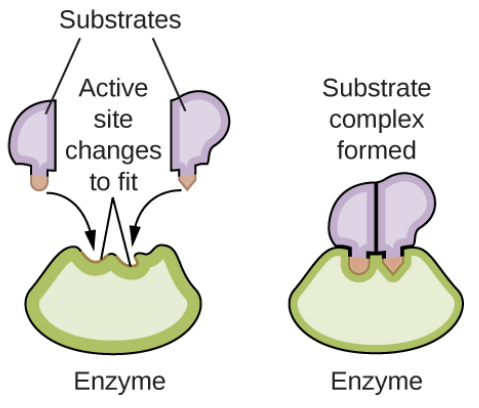 Substrates
Active
site
changes
to fit
Enzyme
Substrate
complex
formed
Enzyme